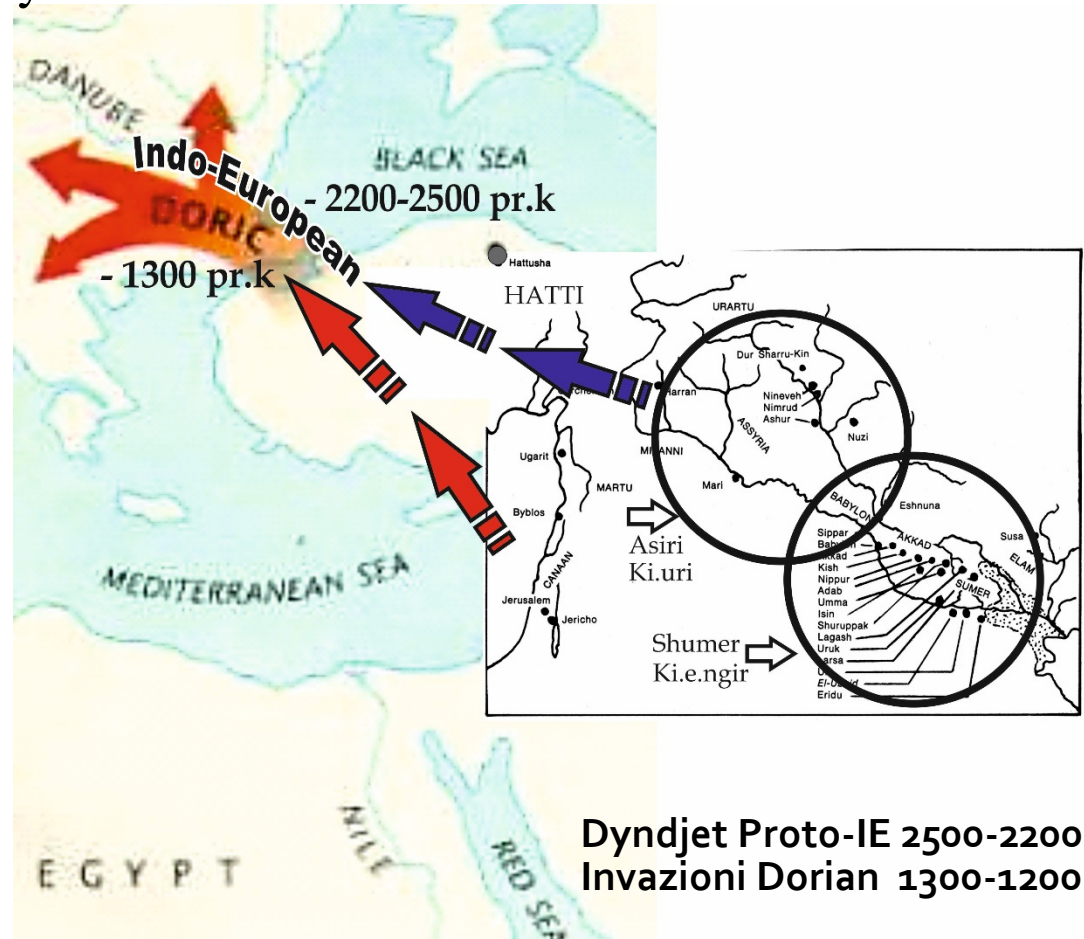 DANUBE
BLACK SEA
Indo-European
- 2200-2500 pr.k
DORIC
- 1300 pr.k
Hattusha
HATTI
URARTU
Dur Sharru-Kin
Harran
Nineveh
Nimrud
Ashur
ASSYRIA
Nuzi
Ugarit
MARTU
Mari
Byblos
BABYLON
Eshnuna
Asiri
Ki.uri
Sippar
AKKAD
Susa
ELAM
Kish
Nippur
Adab
SUMER
Umma
Isin
Shuruppak
Lagash
Uruk
Eridu
CANAAN
Jerusalem
Jericho
Shumer
Ki.e.ngir
MEDITERRANEAN SEA
NILE
RED SEA
EGYPT
Dyndjet Proto-IE 2500-2200
Invazioni Dorian 1300-1200